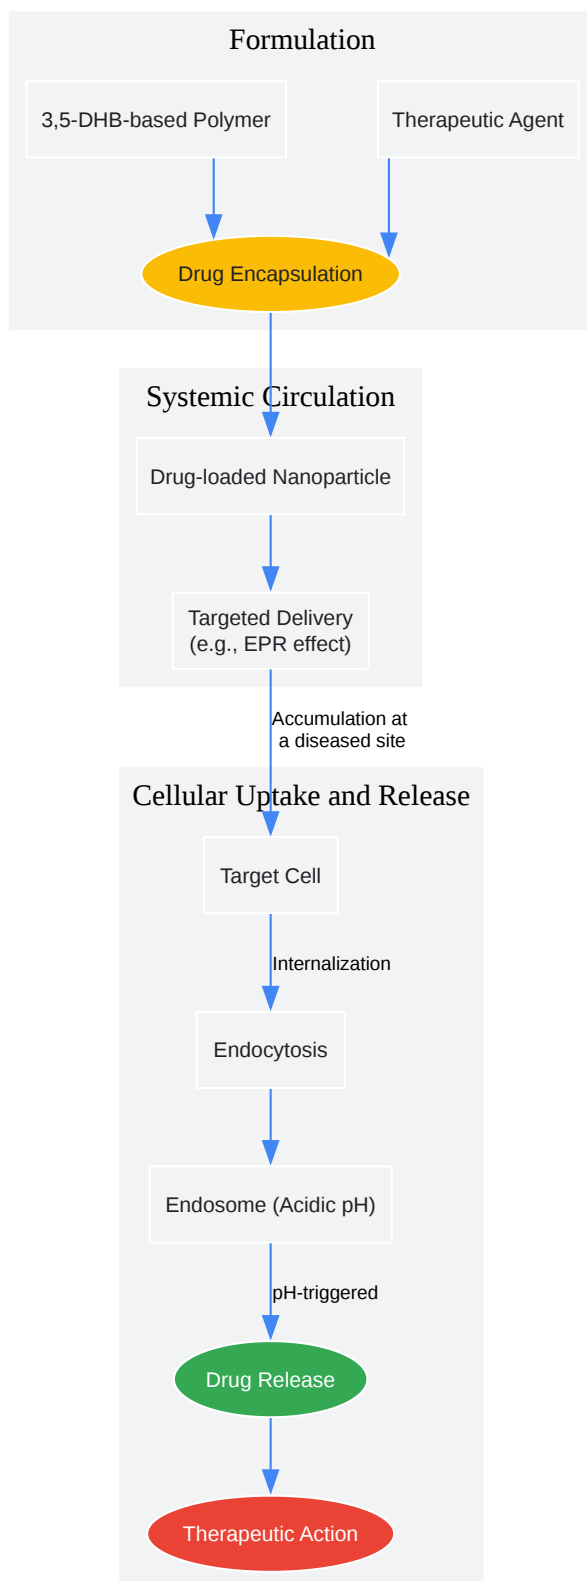 Formulation
3,5-DHB-based Polymer
Therapeutic Agent
Drug Encapsulation
Systemic Circulation
Drug-loaded Nanoparticle
Targeted Delivery
(e.g., EPR effect)
Accumulation at
a diseased site
Cellular Uptake and Release
Target Cell
Internalization
Endocytosis
Endosome (Acidic pH)
pH-triggered
Drug Release
Therapeutic Action